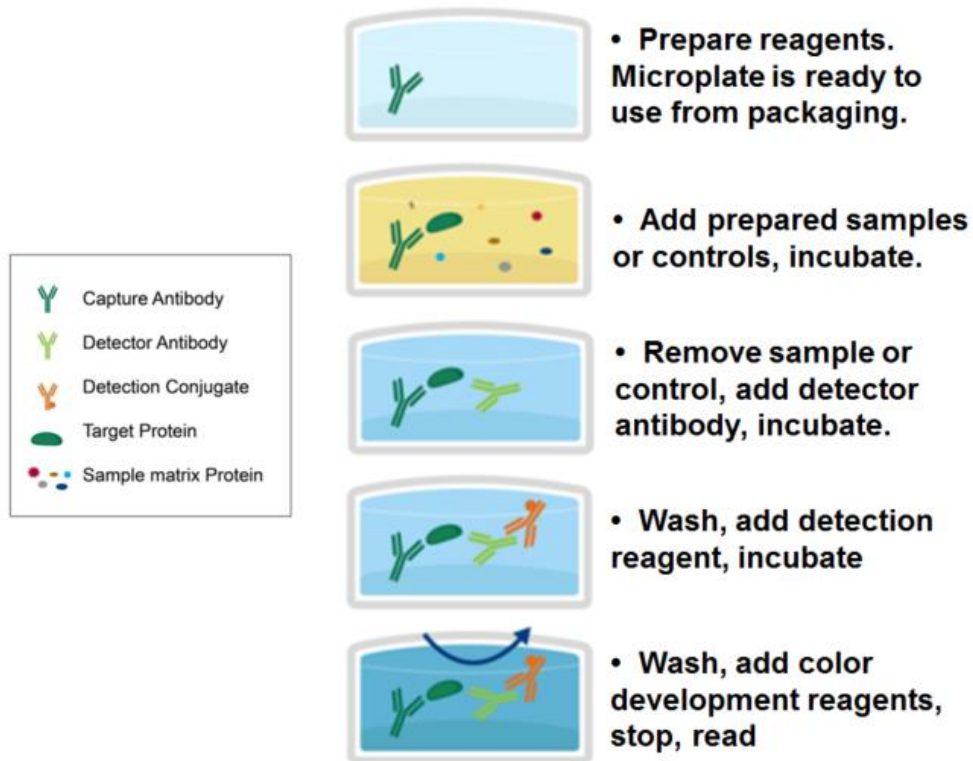 • Prepare reagents.
Microplate is ready to
use from packaging.
• Add prepared samples
or controls, incubate.
Capture Antibody
Detector Antibody
Detection Conjugate
Target Protein
Sample matrix Protein
• Remove sample or
control, add detector
antibody, incubate.
• Wash, add detection
reagent, incubate
• Wash, add color
development reagents,
stop, read